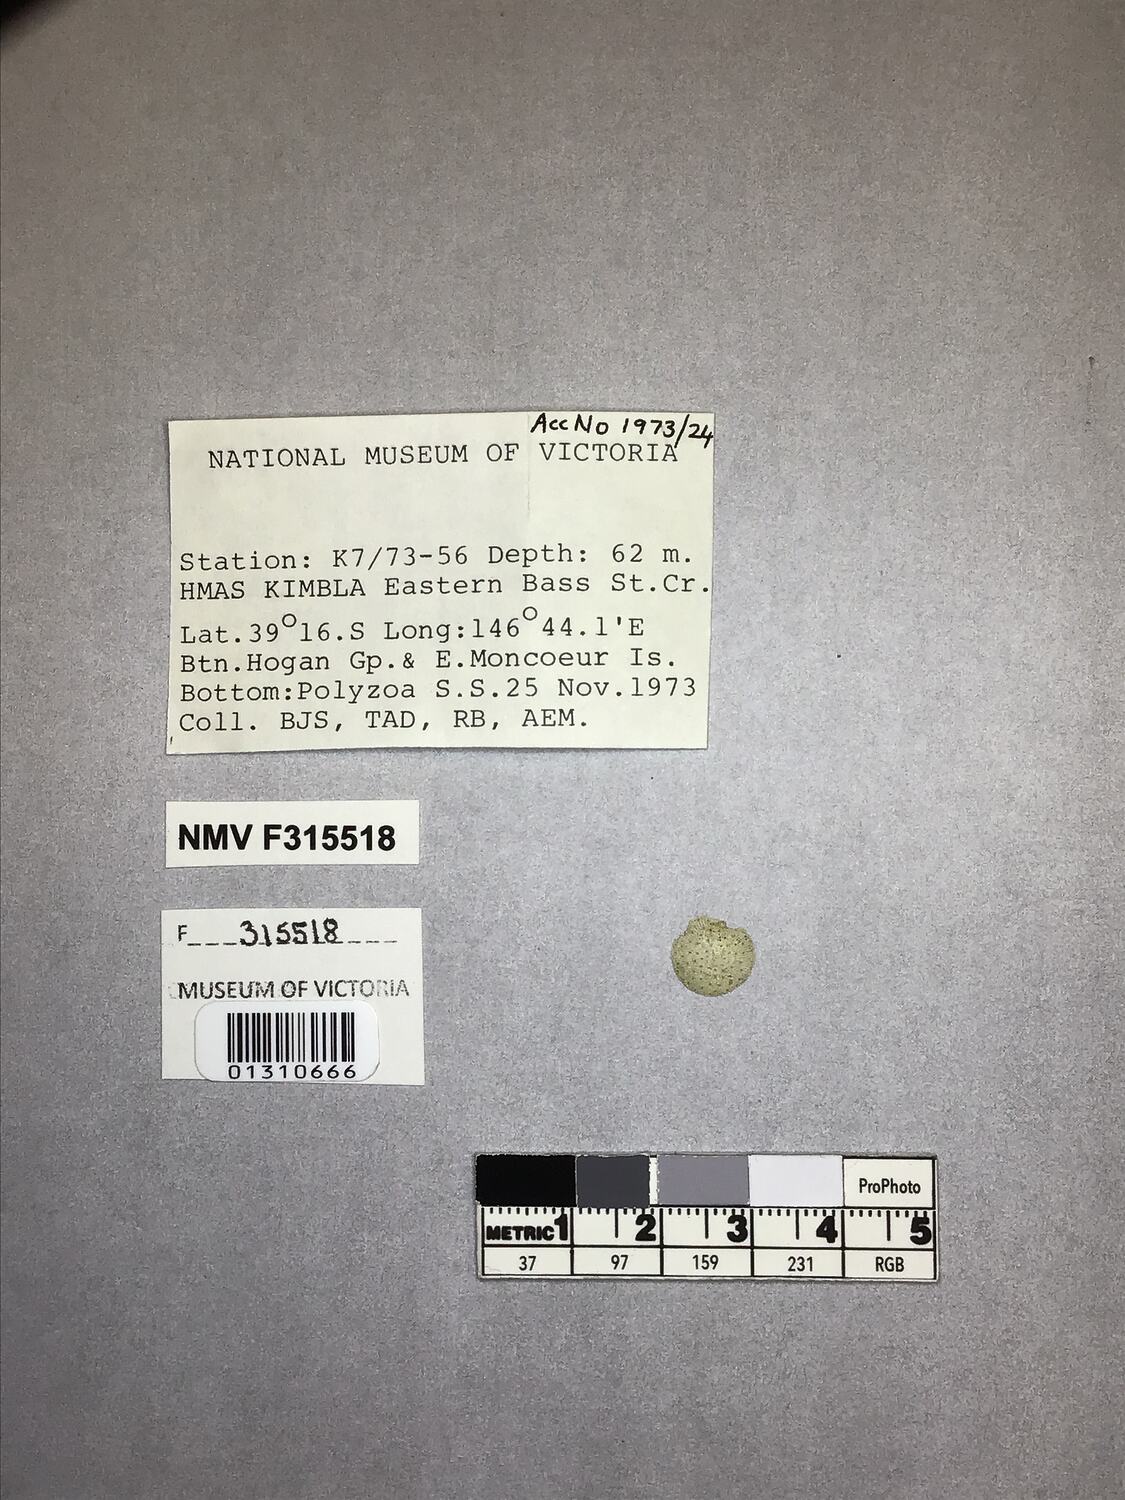 Acc No 1973/24
NATIONAL MUSEUM OF VICTORIA
Station: K7/73-56 Depth: 62 m.
HMAS KIMBLA Eastern Bass St.Cr.
Lat.39°16.S Long:146°44.1'E
Btn.Hogan Gp.& E.Moncoeur Is.
Bottom:Polyzoa S.S.25 Nov.1973
Coll. BJS, TAD, RB, AEM.
NMV F315518
F___315518____
MUSEUM OF VICTORIA
01310666
ProPhoto
METRIC 1 2 3 4 5
37 97 159 231 RGB